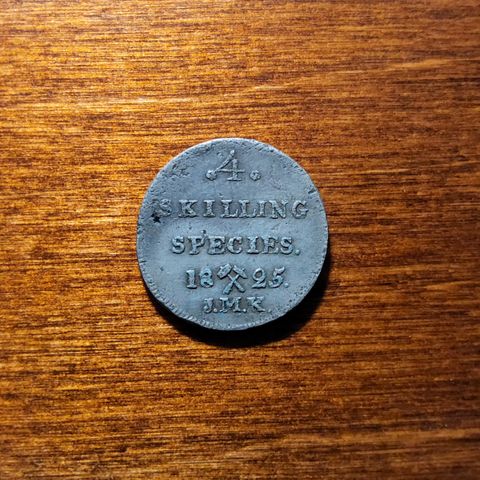 4.
SKILLING
SPECIES.
18 25.
J.M.K.